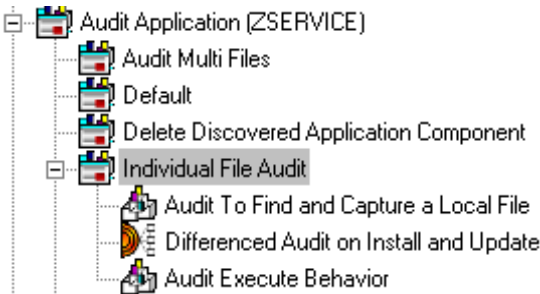 Audit Application (ZSERVICE)
Audit Multi Files
Default
Delete Discovered Application Component
Individual File Audit
Audit To Find and Capture a Local File
Differenced Audit on Install and Update
Audit Execute Behavior